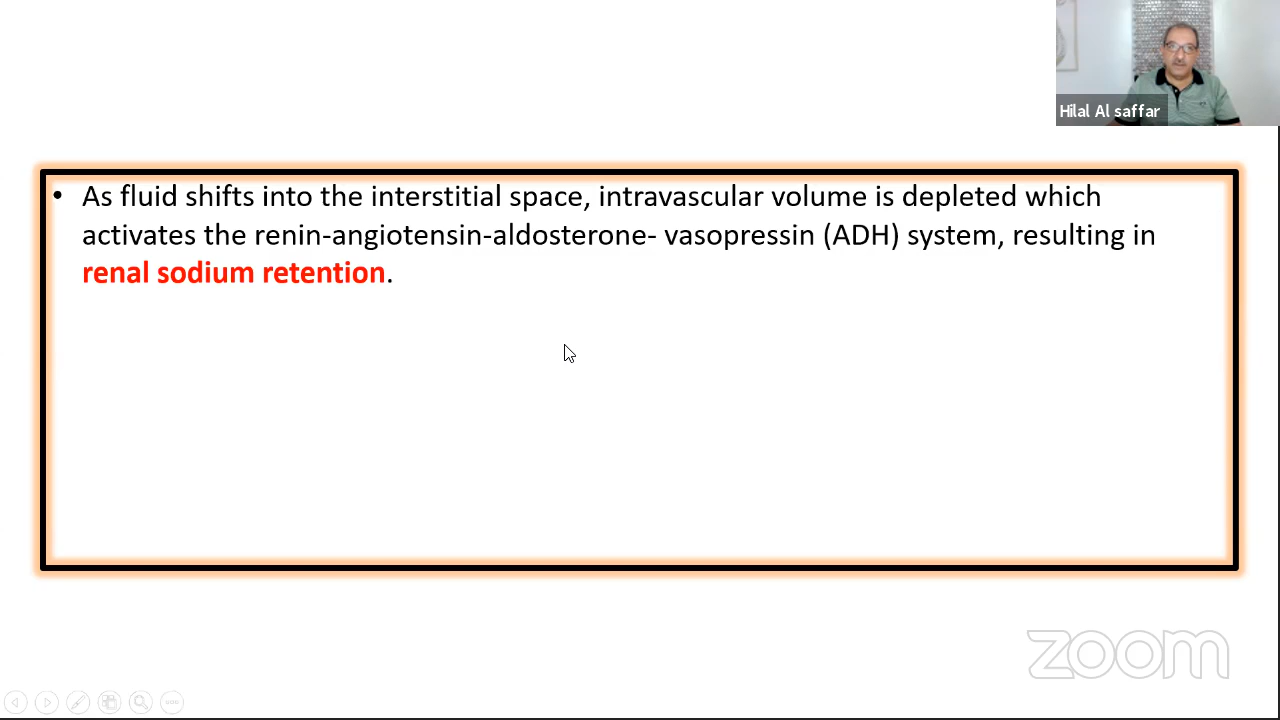 Hilal Al saffar
• As fluid shifts into the interstitial space, intravascular volume is depleted which
activates the renin-angiotensin-aldosterone- vasopressin (ADH) system, resulting in
renal sodium retention.
zoom